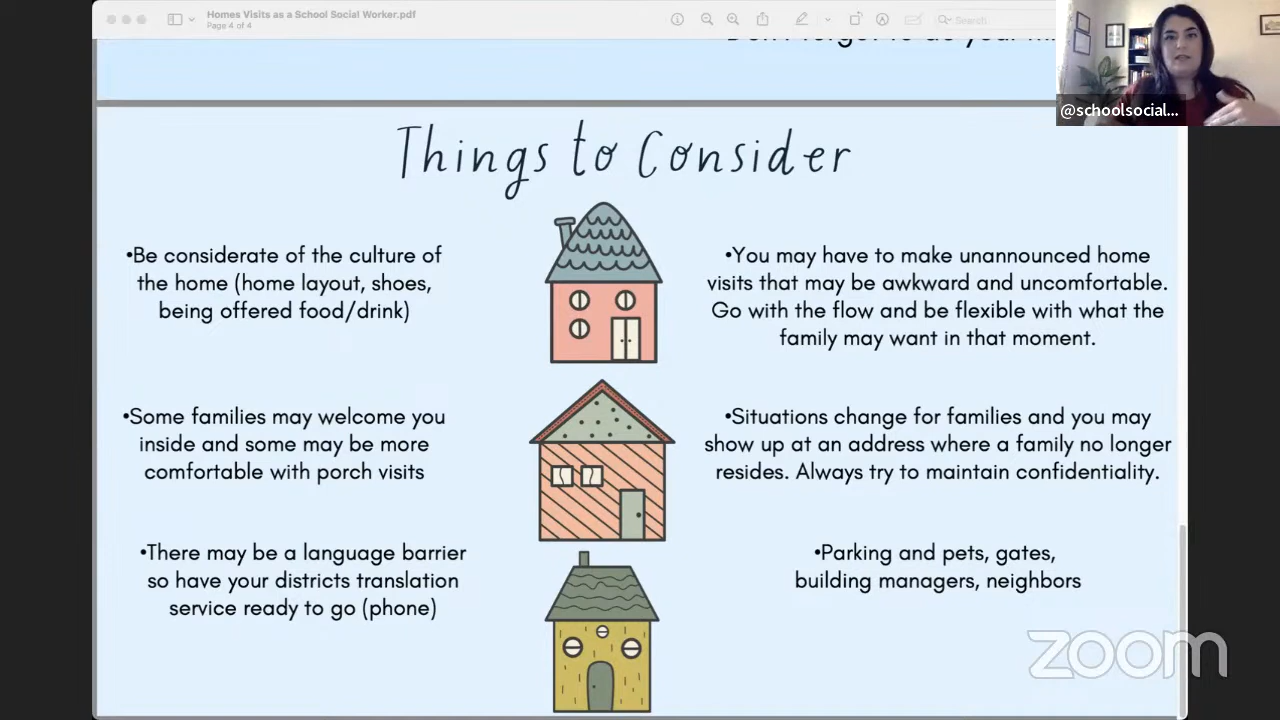 Homes Visits as a School Social Worker.pdf
Page 4 of 4
Search
@schoolsocial...
Things to Consider
•Be considerate of the culture of
the home (home layout, shoes,
being offered food/drink)
•Some families may welcome you
inside and some may be more
comfortable with porch visits
•There may be a language barrier
so have your districts translation
service ready to go (phone)
•You may have to make unannounced home
visits that may be awkward and uncomfortable.
Go with the flow and be flexible with what the
family may want in that moment.
•Situations change for families and you may
show up at an address where a family no longer
resides. Always try to maintain confidentiality.
•Parking and pets, gates,
building managers, neighbors
zoom